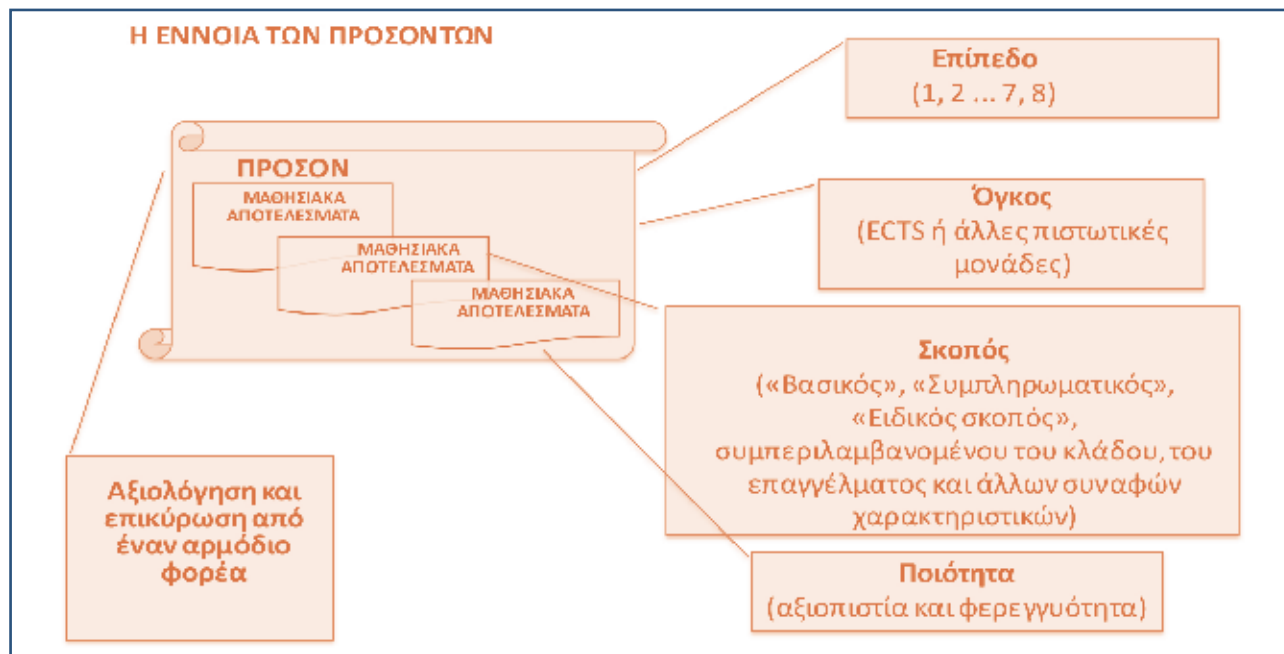 Η ΕΝΝΟΙΑ ΤΩΝ ΠΡΟΣΟΝΤΩΝ
Επίπεδο
(1, 2 ... 7, 8)
ΠΡΟΣΟΝ
ΜΑΘΗΣΙΑΚΑ
ΑΠΟΤΕΛΕΣΜΑΤΑ
ΜΑΘΗΣΙΑΚΑ
ΑΠΟΤΕΛΕΣΜΑΤΑ
ΜΑΘΗΣΙΑΚΑ
ΑΠΟΤΕΛΕΣΜΑΤΑ
Όγκος
(ECTS ή άλλες πιστωτικές
μονάδες)
Σκοπός
(«Βασικός», «Συμπληρωματικός»,
«Ειδικός σκοπός»,
συμπεριλαμβανομένου του κλάδου, του
επαγγέλματος και άλλων συναφών
χαρακτηριστικών)
Αξιολόγηση και
επικύρωση από
έναν αρμόδιο
φορέα
Ποιότητα
(αξιοπιστία και φερεγγυότητα)